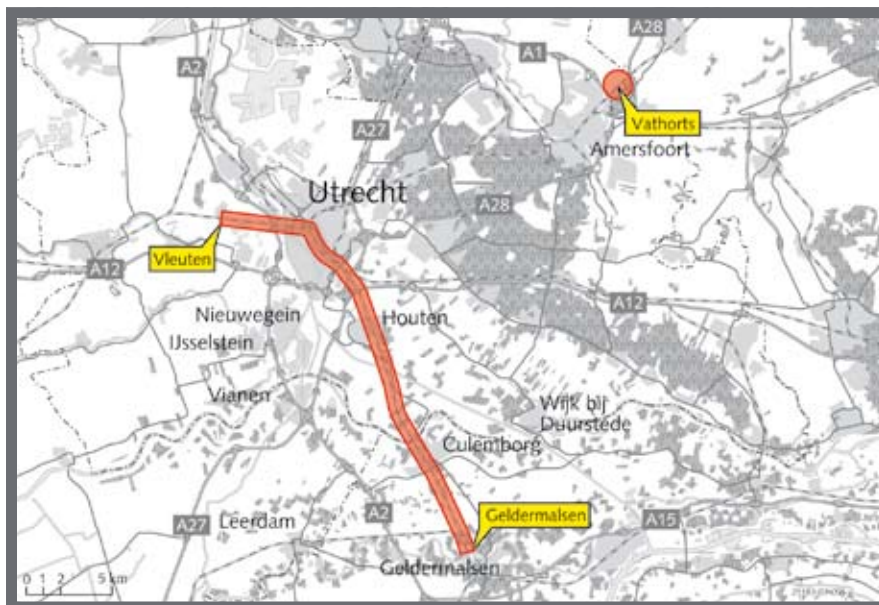 A28
A1
A2
A27
Vathorts
Amersfoort
Utrecht
A28
Vleuten
A12
A12
Nieuwegein
Houten
IJsselstein
Vianen
Wijk bij
Duurstede
Culemborg
Geldermalsen
A27
Leerdam
A2
A15
Geldermalsen
0 1 2 5 km